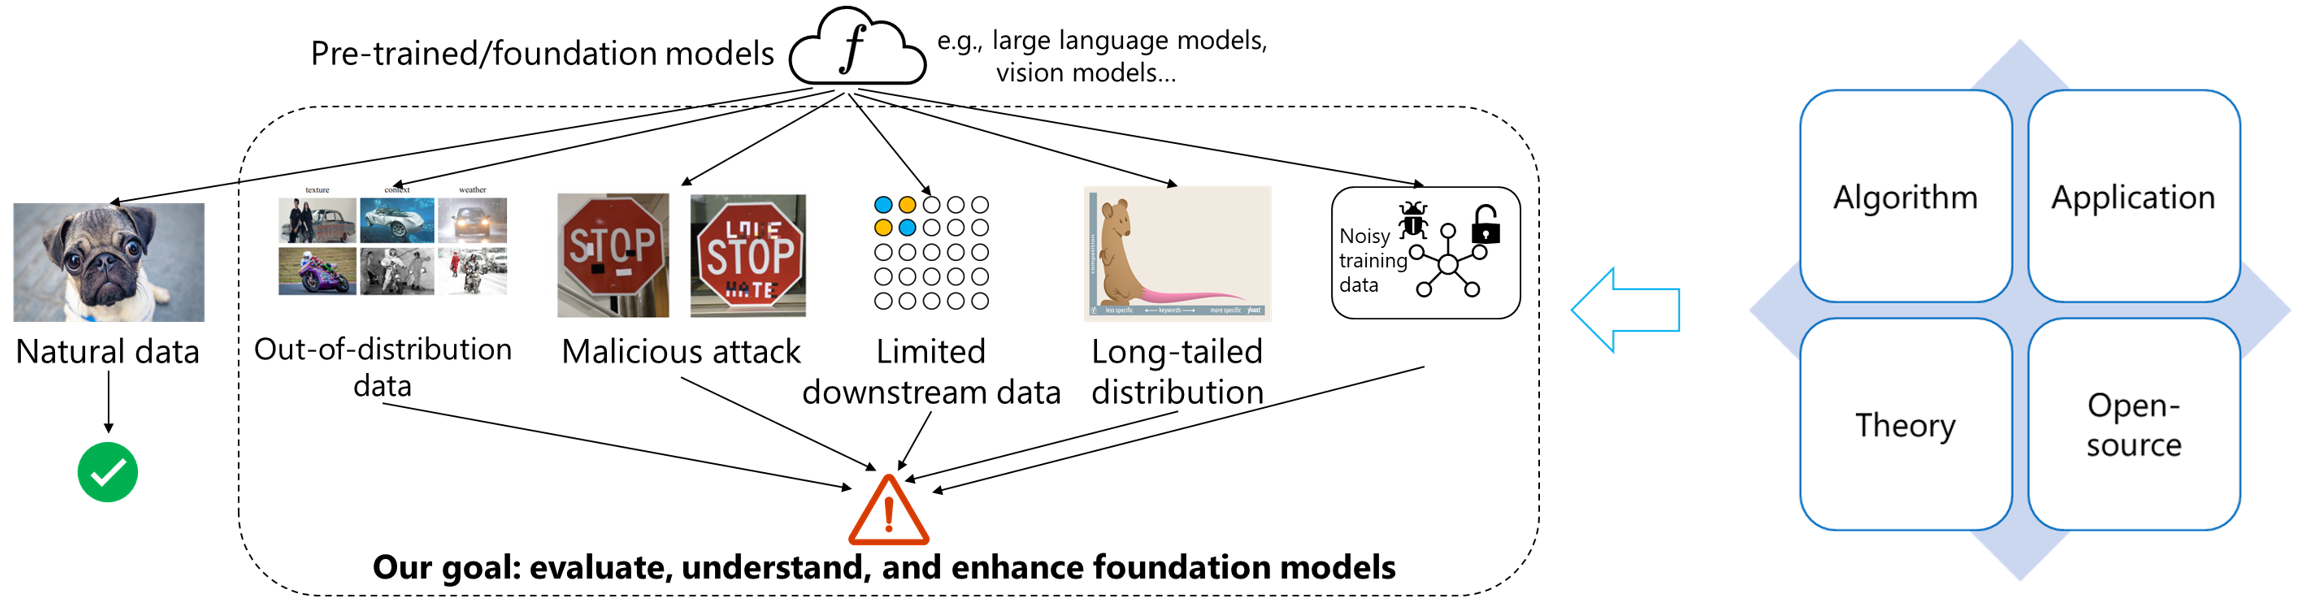 Pre-trained/foundation models
f
e.g., large language models,
vision models...
texture
context
weather
STOP
LOVE
STOP
HATE
competition
less specific
keywords
more specific
yoast
Noisy
training
data
Natural data
Out-of-distribution
data
Malicious attack
Limited
downstream data
Long-tailed
distribution
Our goal: evaluate, understand, and enhance foundation models
Algorithm
Application
Theory
Open-
source